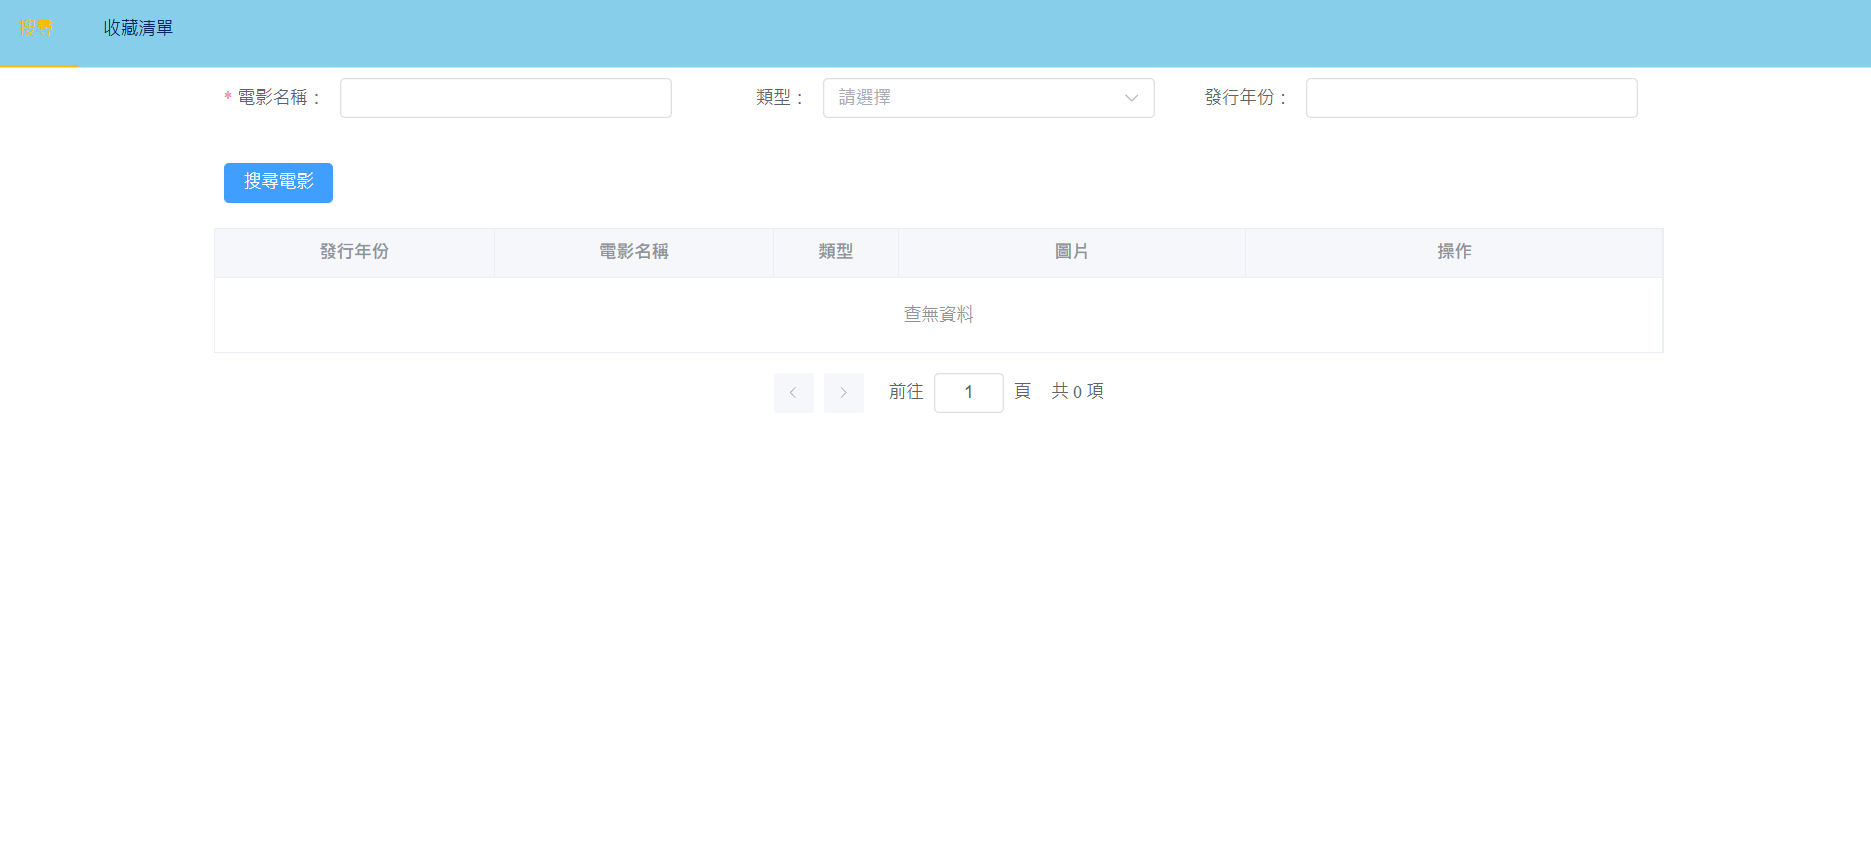 搜尋 收藏清單
* 電影名稱： 類型： 請選擇 發行年份：
搜尋電影
發行年份 電影名稱 類型 圖片 操作
查無資料
前往 1 頁 共 0 項